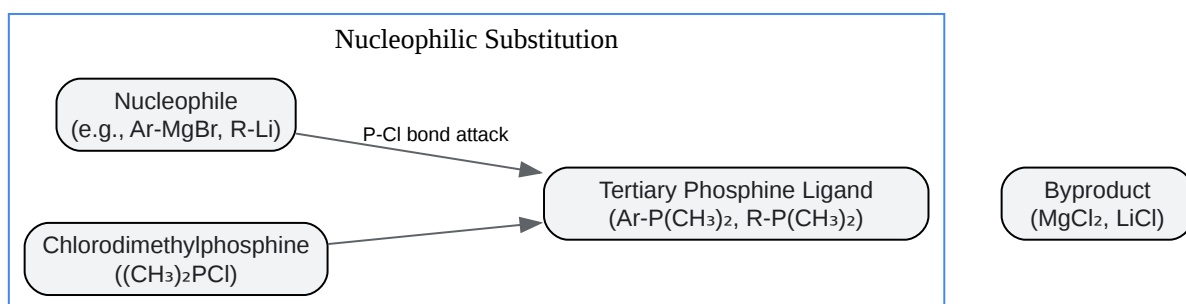 Nucleophilic Substitution
Nucleophile
(e.g., Ar-MgBr, R-Li)
P-Cl bond attack
Tertiary Phosphine Ligand
(Ar-P(CH₃)₂, R-P(CH₃)₂)
Byproduct
(MgCl₂, LiCl)
Chlorodimethylphosphine
((CH₃)₂PCl)